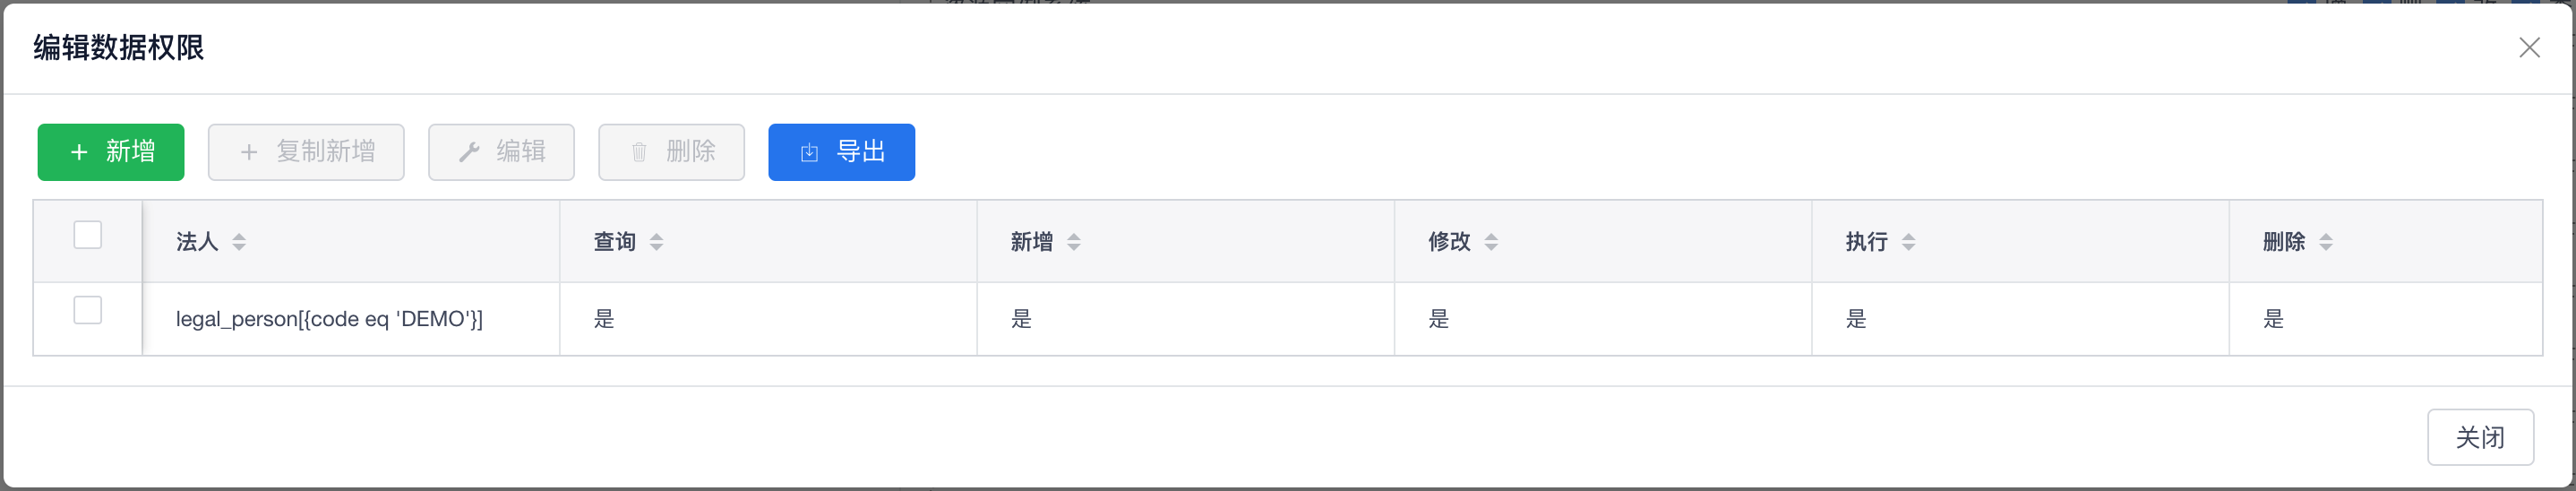 编辑数据权限
新增 复制新增 编辑 删除 导出
法人 查询 新增 修改 执行 删除
legal_person[{code eq 'DEMO'}] 是 是 是 是 是
关闭